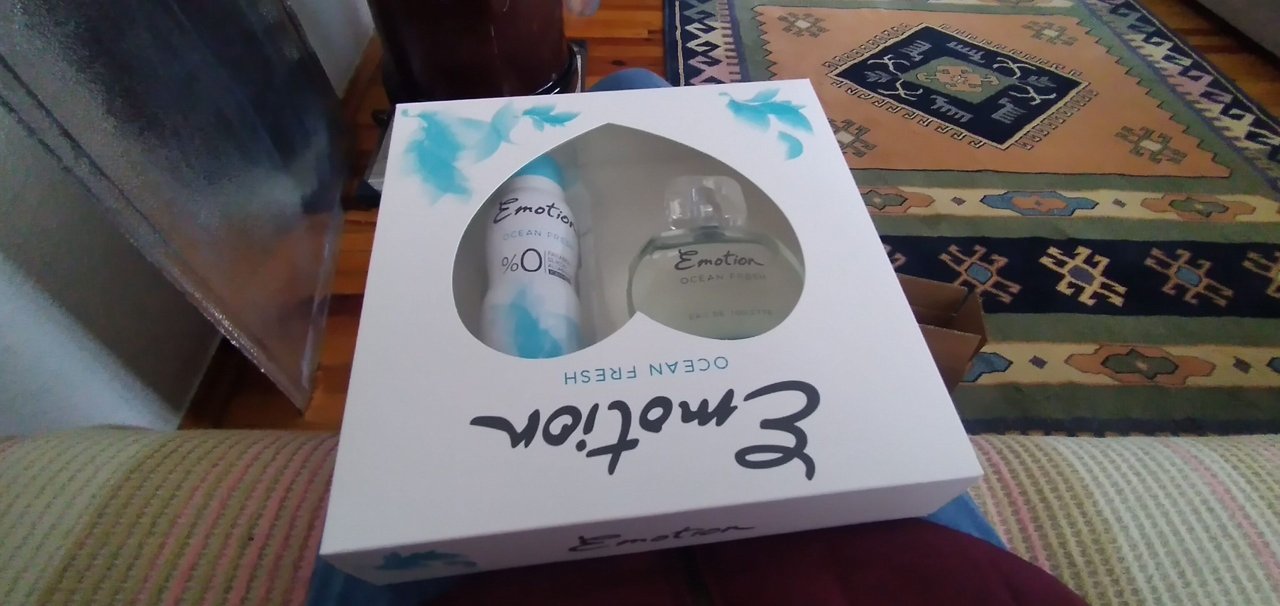 Emotion
OCEAN FRESH
%0
Emotion
OCEAN FRESH
EAU DE TOILETTE
OCEAN FRESH
Emotion
Emotion